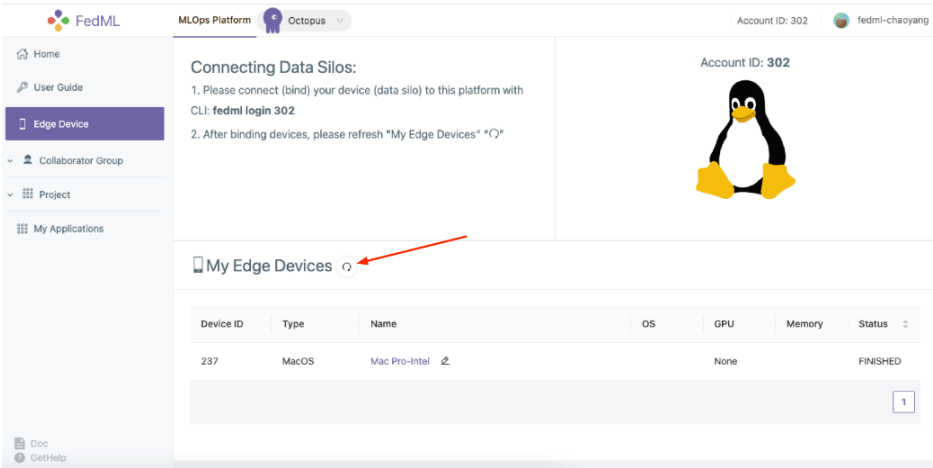 FedML
MLOps Platform
Octopus
Account ID: 302
fedml-chaoyang
Home
User Guide
Edge Device
Collaborator Group
Project
My Applications
Doc
GetHelp
Connecting Data Silos:
1. Please connect (bind) your device (data silo) to this platform with
CLI: fedml login 302
2. After binding devices, please refresh "My Edge Devices" "↻"
Account ID: 302
My Edge Devices
Device ID Type Name OS GPU Memory Status
237 MacOS Mac Pro-Intel None FINISHED
1